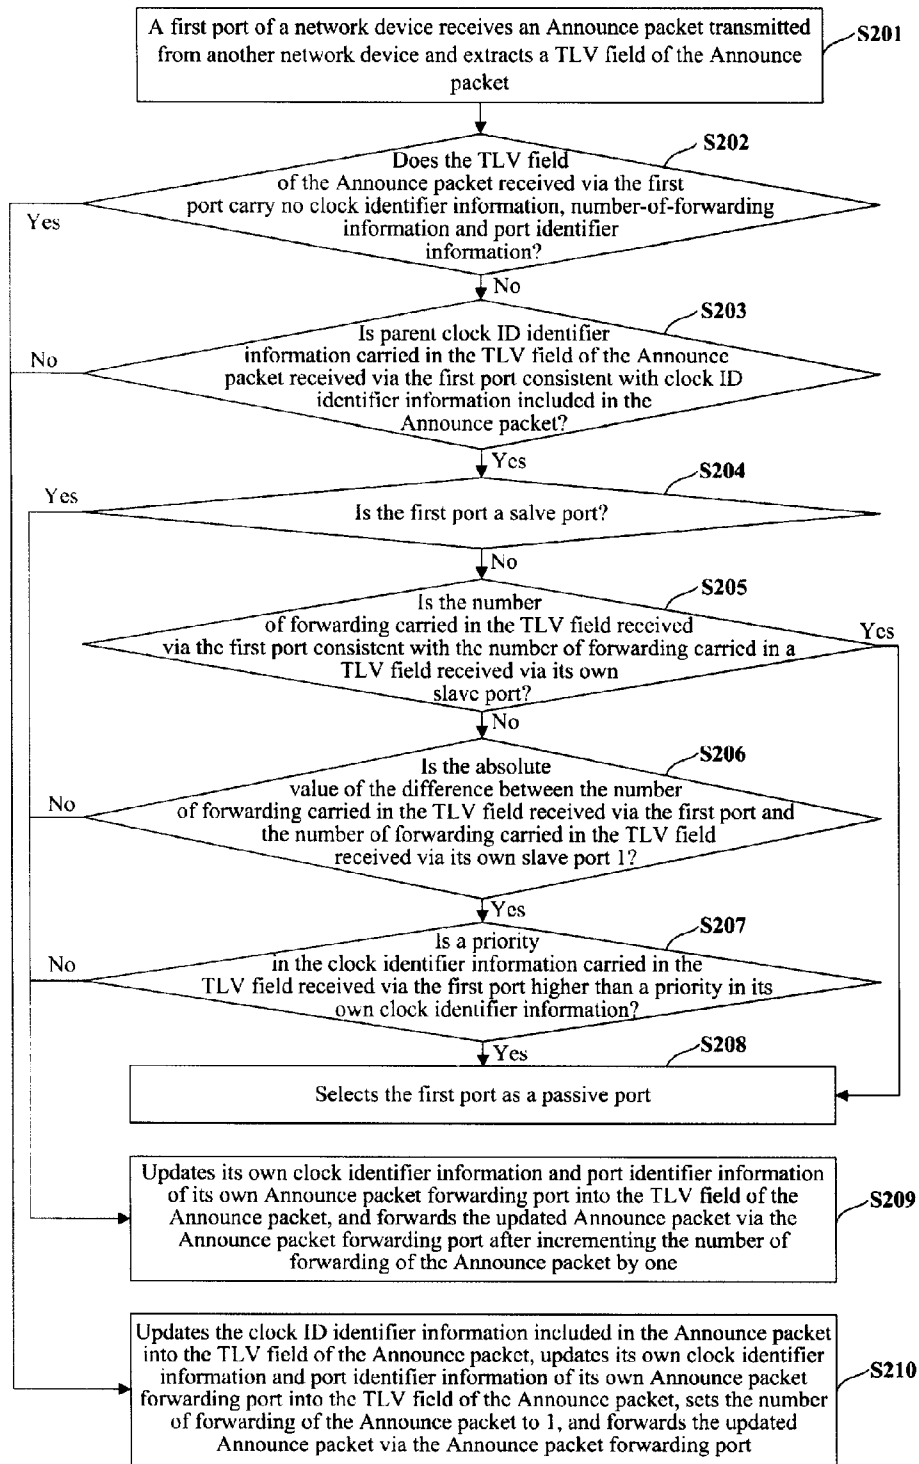 A first port of a network device receives an Announce packet transmitted
from another network device and extracts a TLV field of the Announce
packet
S201
S202
Does the TLV field
of the Announce packet received via the first
port carry no clock identifier information, number-of-forwarding
information and port identifier
information?
Yes
No
S203
Is parent clock ID identifier
information carried in the TLV field of the Announce
packet received via the first port consistent with clock ID
identifier information included in the
Announce packet?
No
Yes
S204
Yes
Is the first port a salve port?
No
S205
Is the number
of forwarding carried in the TLV field received
via the first port consistent with the number of forwarding carried in a
TLV field received via its own
slave port?
Yes
No
S206
Is the absolute
value of the difference between the number
of forwarding carried in the TLV field received via the first port and
the number of forwarding carried in the TLV field
received via its own slave port 1?
No
Yes
S207
Is a priority
in the clock identifier information carried in the
TLV field received via the first port higher than a priority in its
own clock identifier information?
No
Yes
S208
Selects the first port as a passive port
Updates its own clock identifier information and port identifier information
of its own Announce packet forwarding port into the TLV field of the
Announce packet, and forwards the updated Announce packet via the
Announce packet forwarding port after incrementing the number of
forwarding of the Announce packet by one
S209
Updates the clock ID identifier information included in the Announce packet
into the TLV field of the Announce packet, updates its own clock identifier
information and port identifier information of its own Announce packet
forwarding port into the TLV field of the Announce packet, sets the number
of forwarding of the Announce packet to 1, and forwards the updated
Announce packet via the Announce packet forwarding port
S210